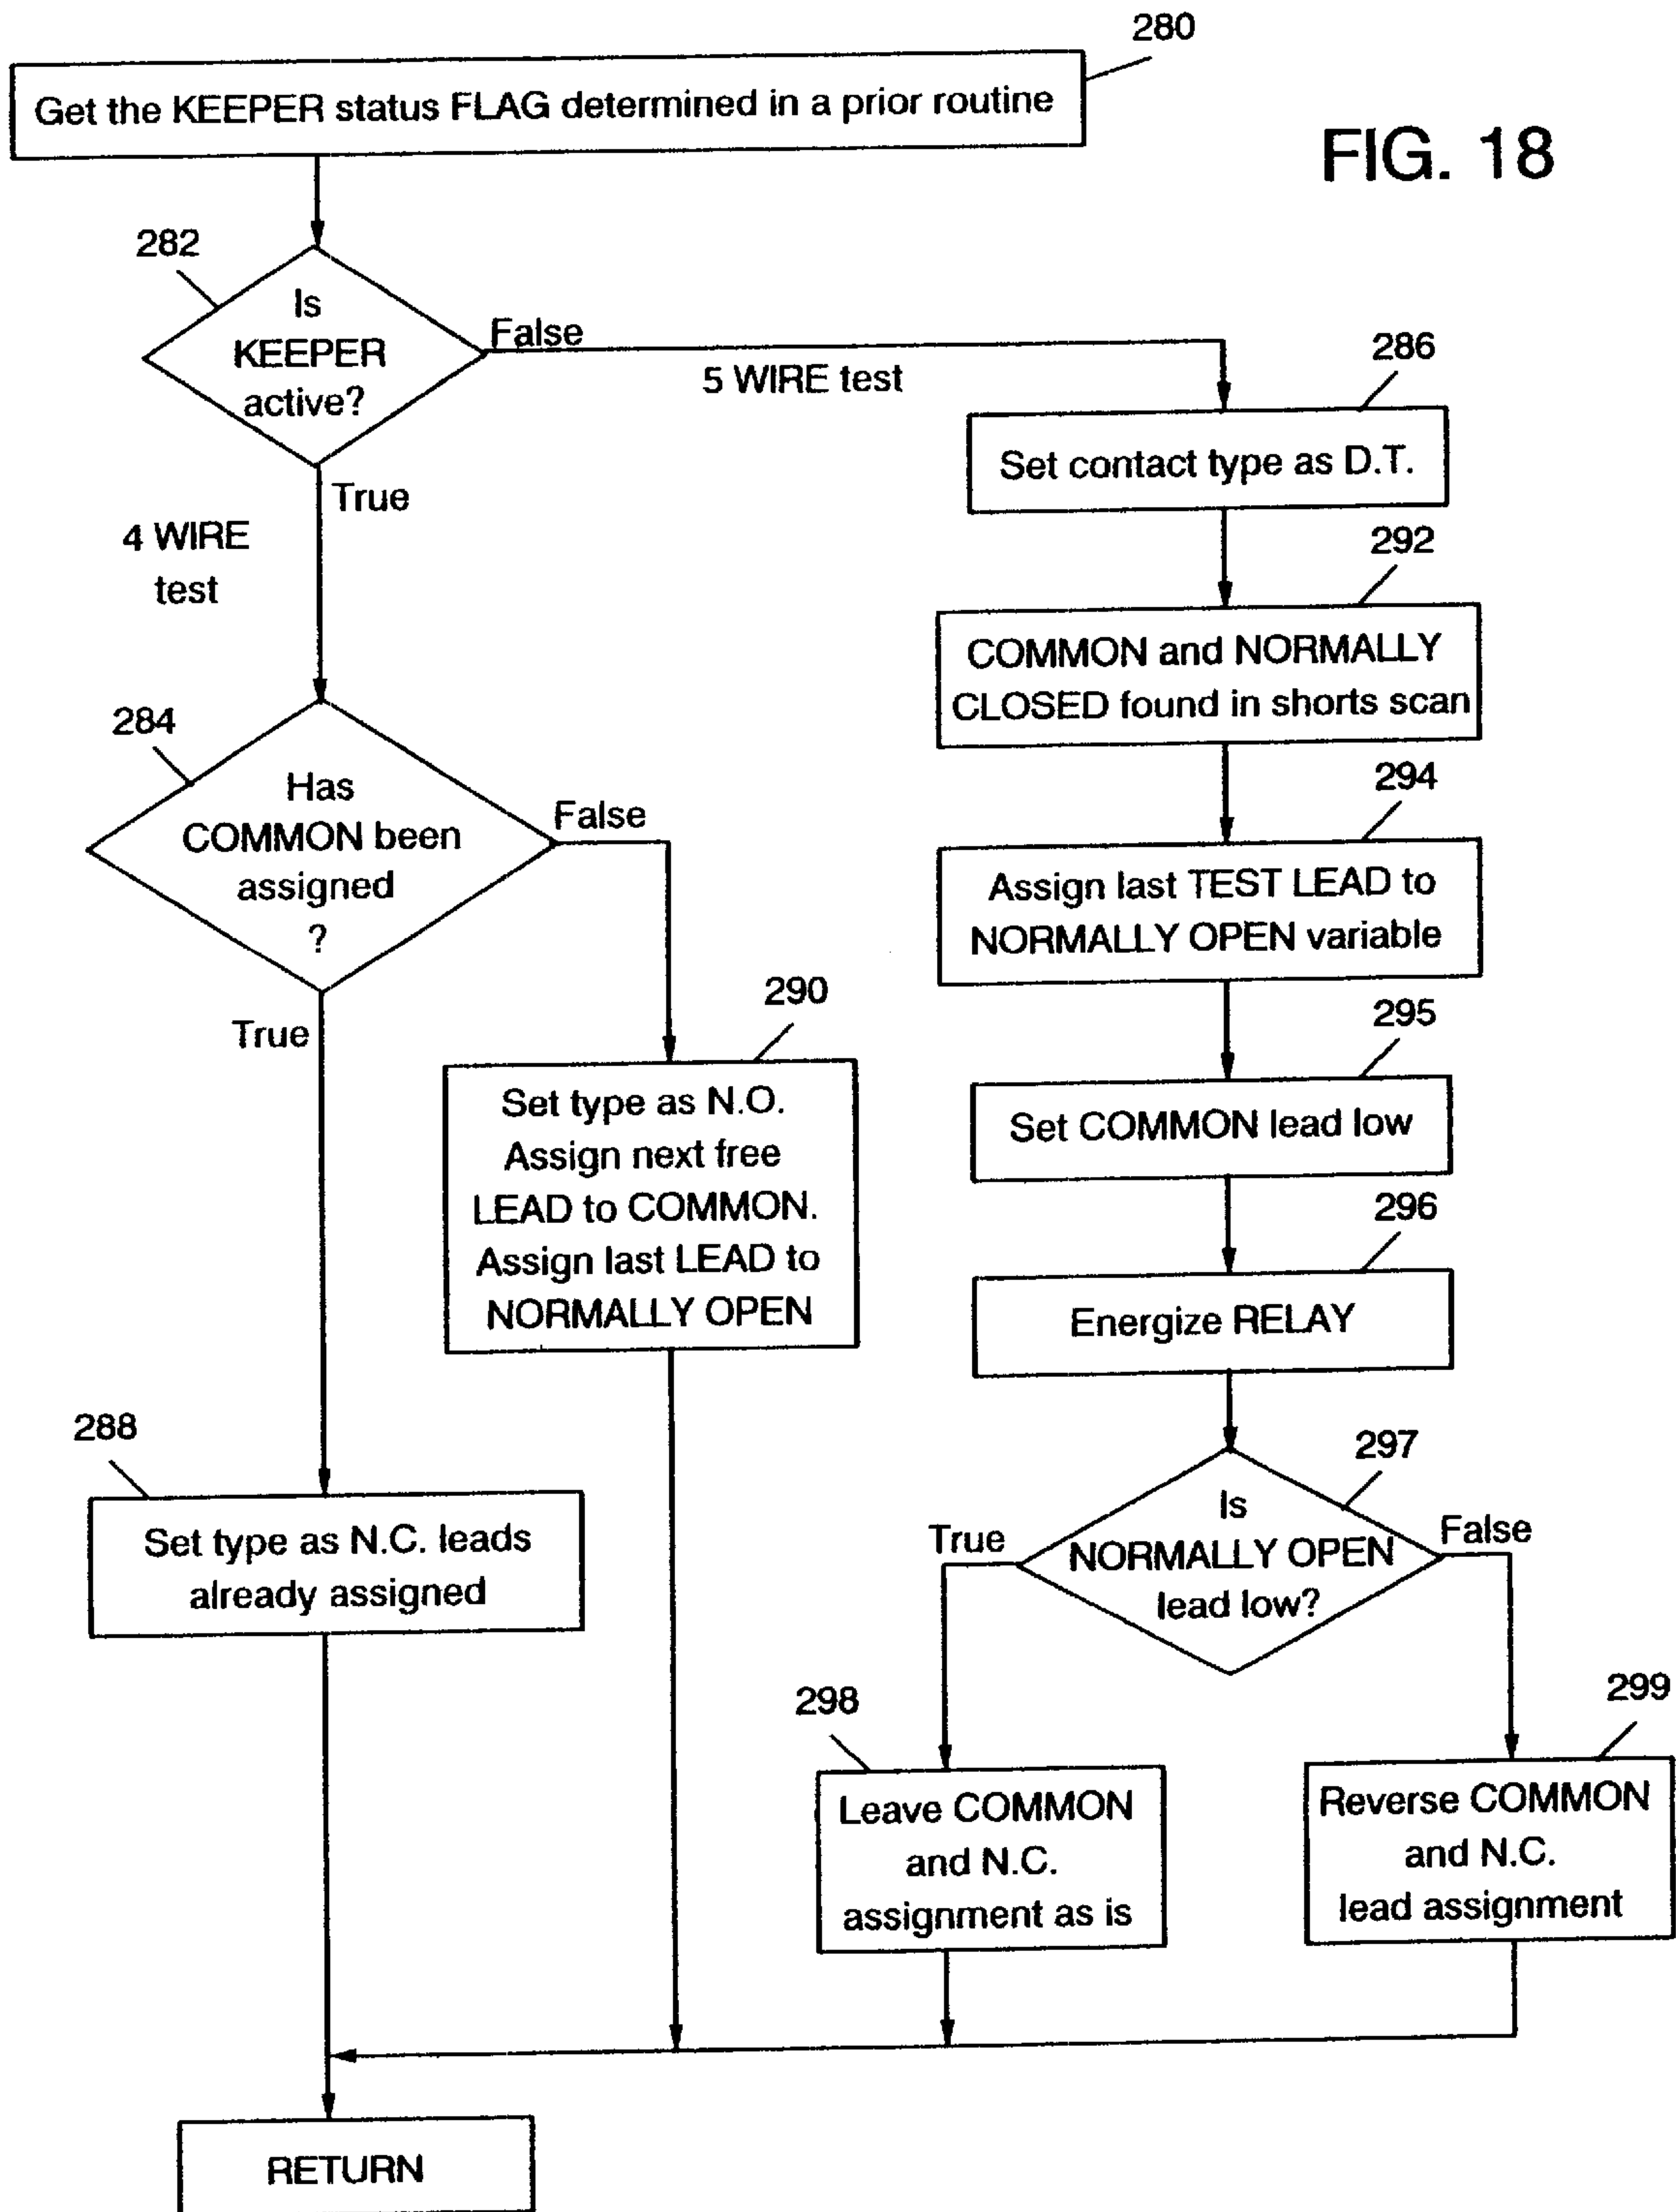 280
Get the KEEPER status FLAG determined in a prior routine
FIG. 18
282
Is
KEEPER
active?
False
5 WIRE test
True
4 WIRE
test
286
Set contact type as D.T.
292
COMMON and NORMALLY
CLOSED found in shorts scan
284
Has
COMMON been
assigned
?
False
True
294
Assign last TEST LEAD to
NORMALLY OPEN variable
290
Set type as N.O.
Assign next free
LEAD to COMMON.
Assign last LEAD to
NORMALLY OPEN
295
Set COMMON lead low
296
Energize RELAY
288
Set type as N.C. leads
already assigned
297
Is
NORMALLY OPEN
lead low?
True
False
298
Leave COMMON
and N.C.
assignment as is
299
Reverse COMMON
and N.C.
lead assignment
RETURN